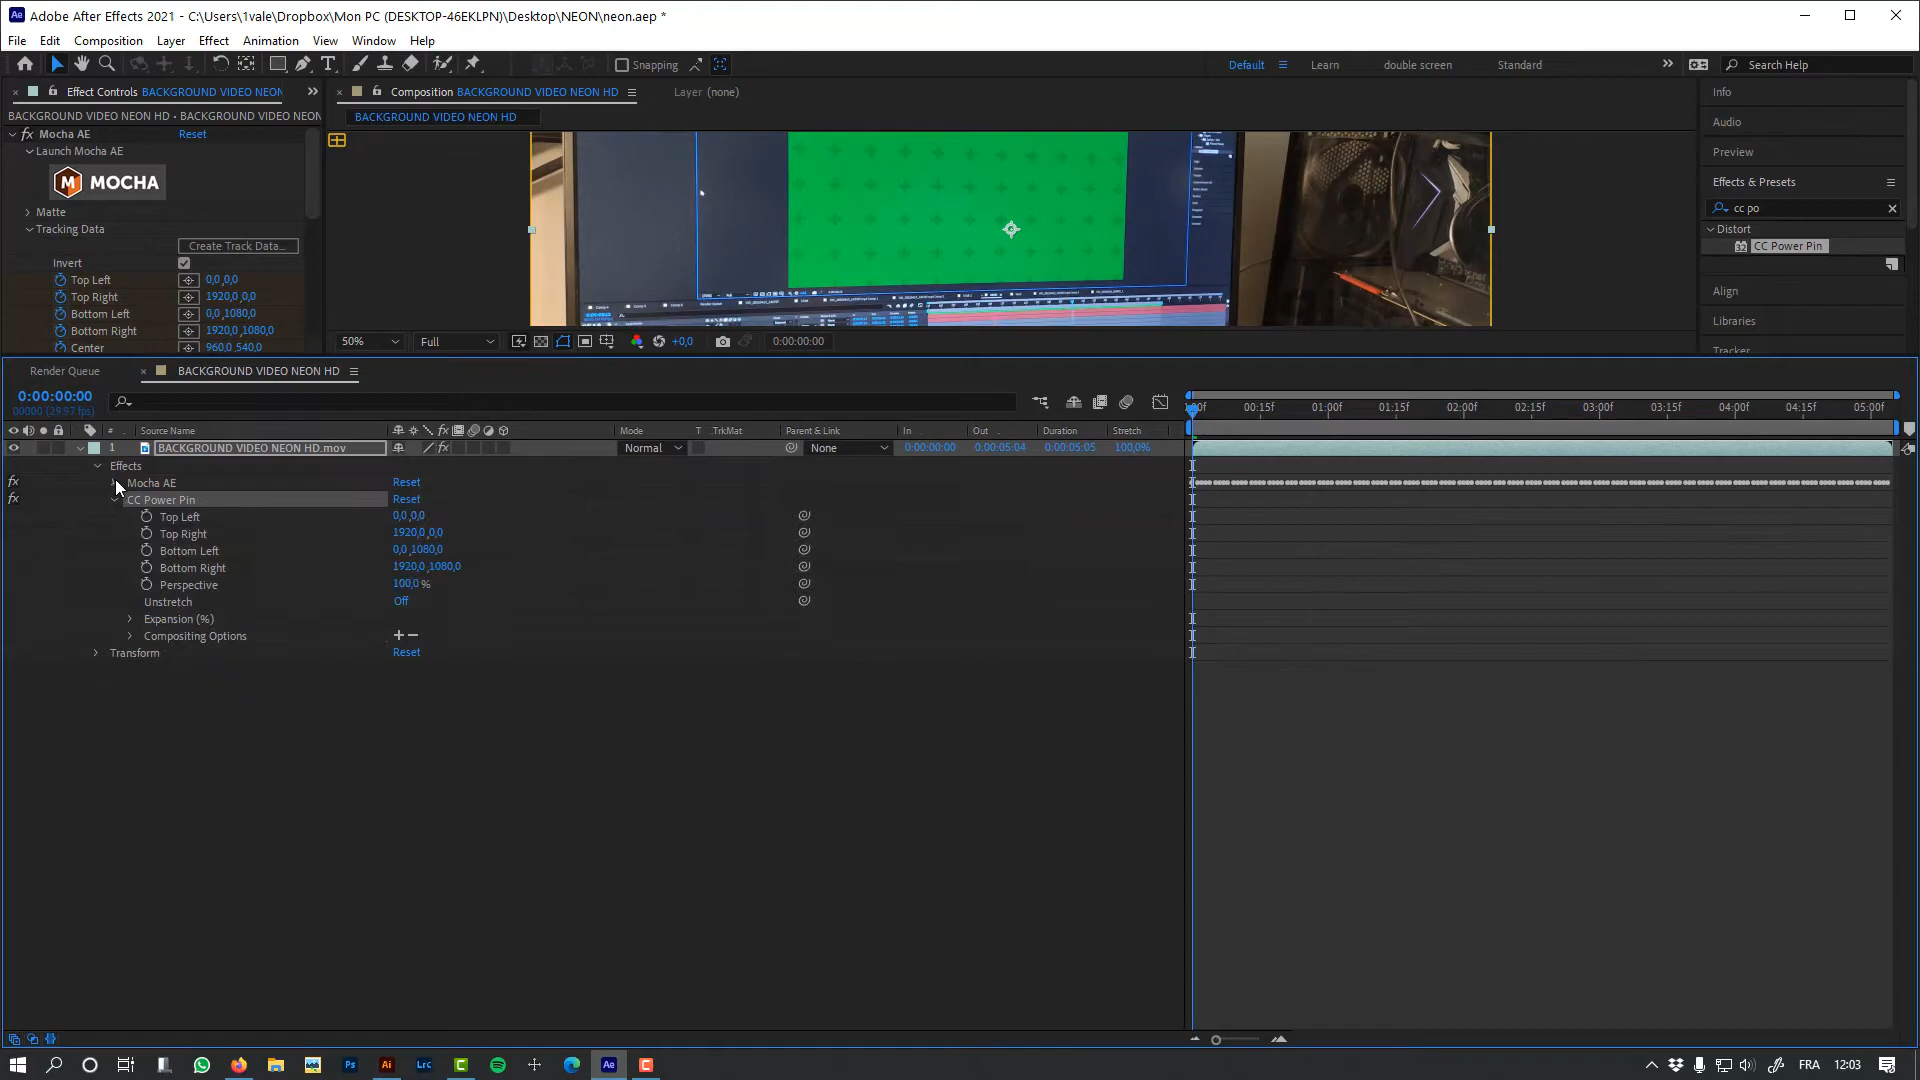 Adobe After Effects 2021 - C:\Users\1vale\Dropbox\Mon PC (DESKTOP-46EKLPN)\Desktop\NEON\neon.aep *
File Edit Composition Layer Effect Animation View Window Help
Snapping Default Learn double screen Standard Search Help
Effect Controls BACKGROUND VIDEO NEON
Composition BACKGROUND VIDEO NEON HD
Layer (none)
Info
BACKGROUND VIDEO NEON HD • BACKGROUND VIDEO NEON
BACKGROUND VIDEO NEON HD
Audio
Mocha AE Reset
Launch Mocha AE
MOCHA
Preview
Effects & Presets
cc po
Distort
CC Power Pin
Matte
Tracking Data
Create Track Data...
Invert
Top Left 0,0,0,0
Top Right 1920,0,0,0
Bottom Left 0,0,1080,0
Bottom Right 1920,0,1080,0
Center 960,0,540,0
Align
Libraries
Tracker
50% Full +0,0 0:00:00:00
Render Queue BACKGROUND VIDEO NEON HD
0:00:00:00
00000 (29.97 fps)
:00f 00:15f 01:00f 01:15f 02:00f 02:15f 03:00f 03:15f 04:00f 04:15f 05:00f
# Source Name Mode T .TrkMat Parent & Link In Out Duration Stretch
1 BACKGROUND VIDEO NEON HD.mov Normal None 0:00:00:00 0:00:05:04 0:00:05:05 100,0%
Effects
fx Mocha AE Reset
fx CC Power Pin Reset
Top Left 0,0,0,0
Top Right 1920,0,0,0
Bottom Left 0,0,1080,0
Bottom Right 1920,0,1080,0
Perspective 100,0 %
Unstretch Off
Expansion (%)
Compositing Options + −
Transform Reset
FRA 12:03